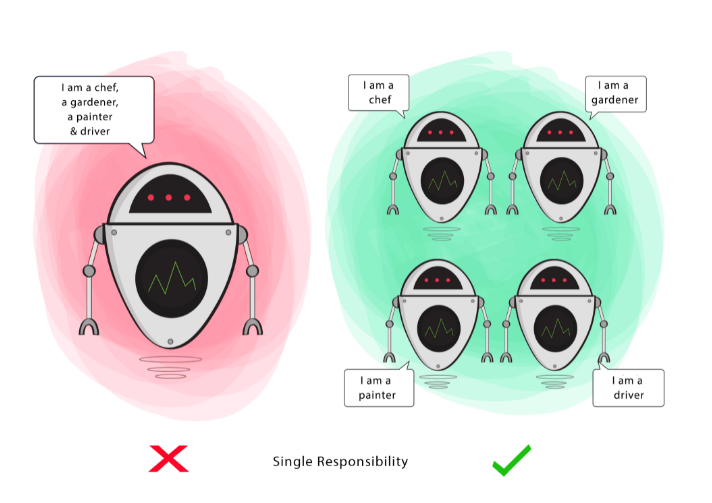 I am a chef,
a gardener,
a painter
& driver
I am a
chef
I am a
gardener
I am a
painter
I am a
driver
Single Responsibility